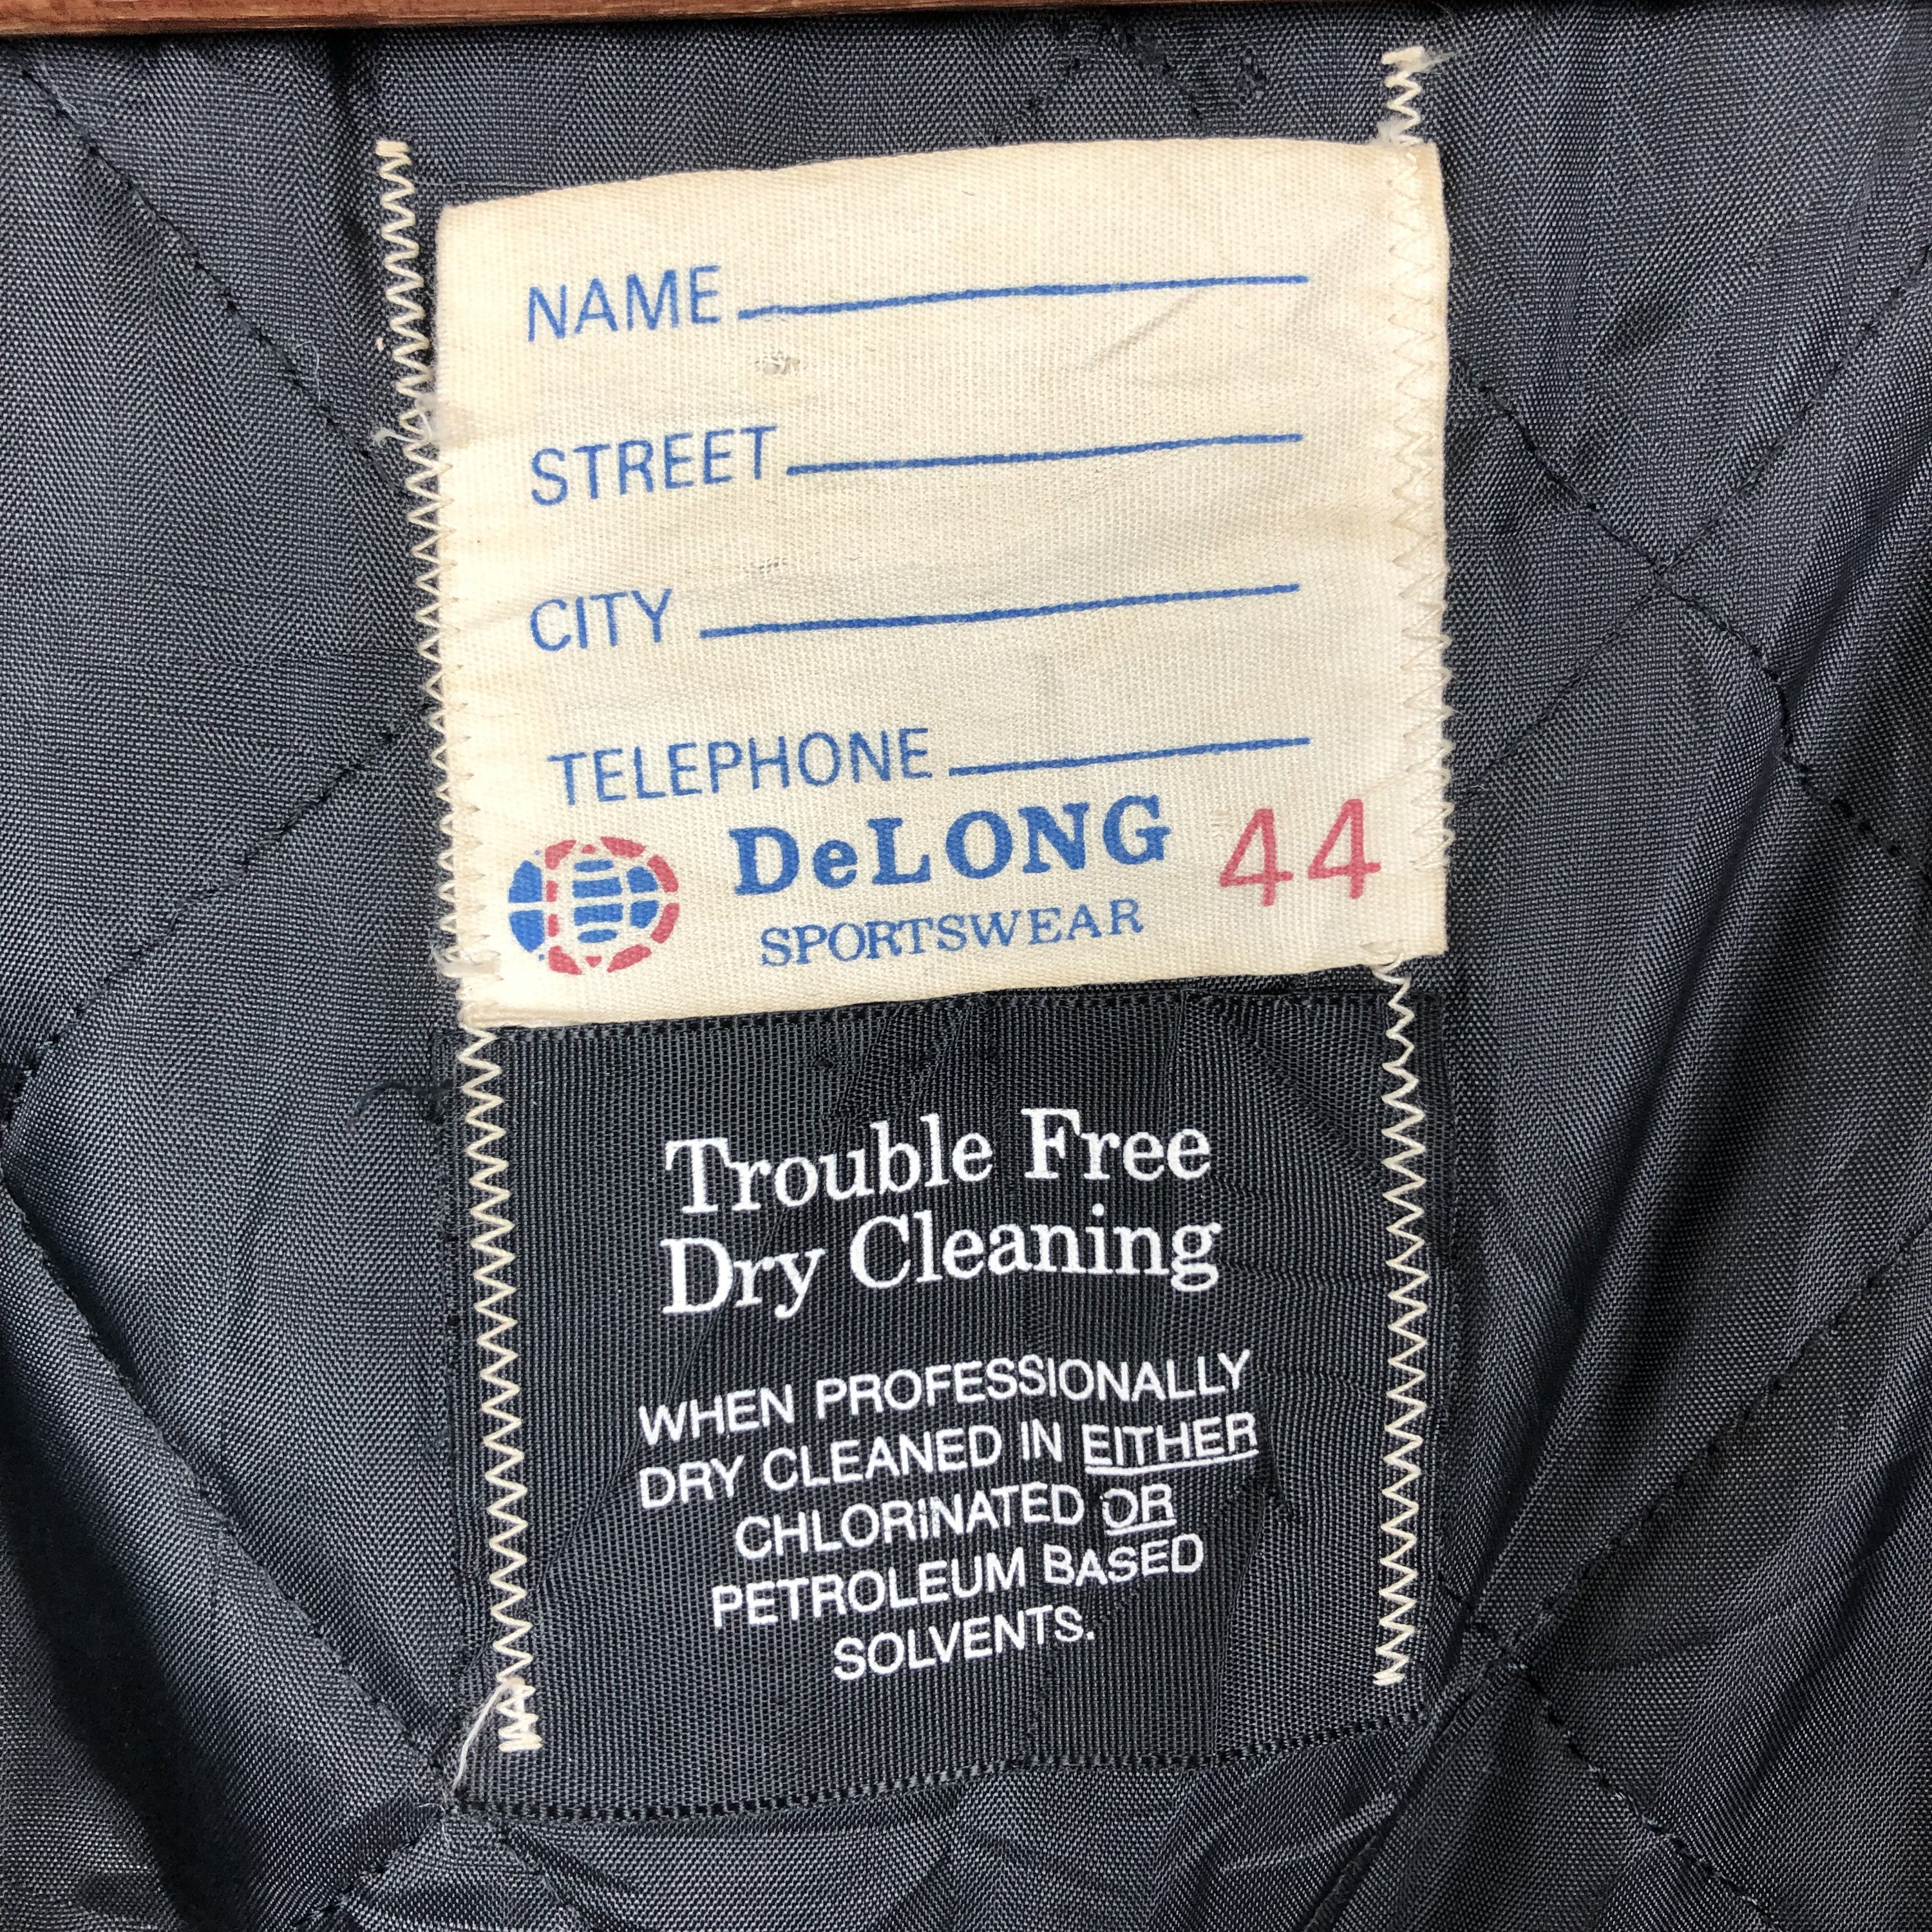 NAME
STREET
CITY
TELEPHONE
DeLONG 44
SPORTSWEAR
Trouble Free
Dry Cleaning
WHEN PROFESSIONALLY
DRY CLEANED IN EITHER
CHLORINATED OR
PETROLEUM BASED
SOLVENTS.